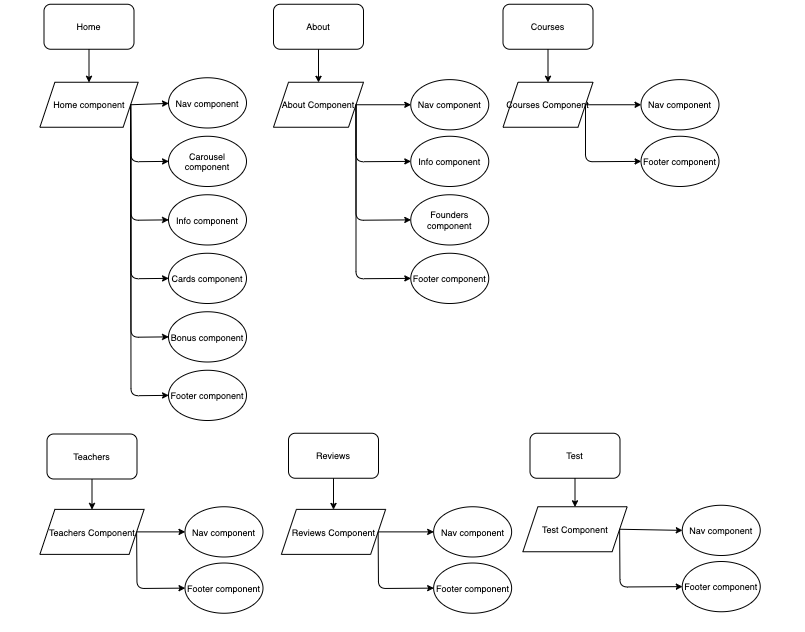 Home
About
Courses
Home component
Nav component
Carousel
component
Info component
Cards component
Bonus component
Footer component
About Component
Nav component
Info component
Founders
component
Footer component
Courses Component
Nav component
Footer component
Teachers
Reviews
Test
Teachers Component
Nav component
Footer component
Reviews Component
Nav component
Footer component
Test Component
Nav component
Footer component